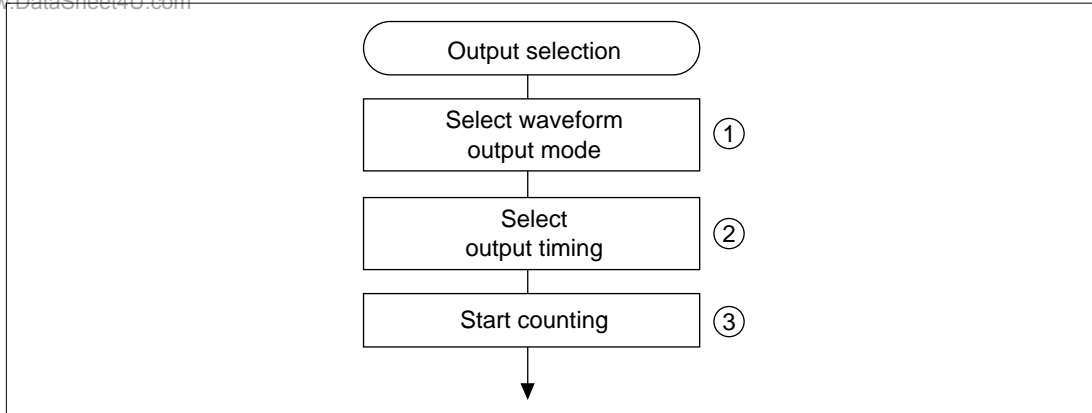 w.DataSheet4U.com
Output selection
Select waveform
output mode
1
Select
output timing
2
Start counting
3